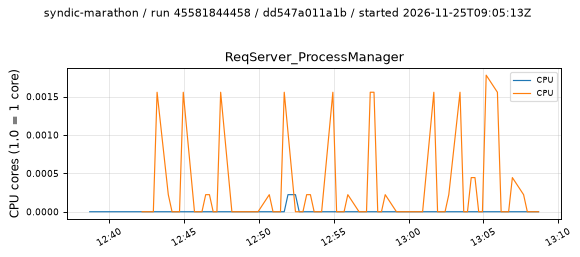 syndic-marathon / run 45581844458 / dd547a011a1b / started 2026-11-25T09:05:13Z
ReqServer_ProcessManager
CPU cores (1.0 = 1 core)
0.0015
0.0010
0.0005
0.0000
CPU
CPU
12:40
12:45
12:50
12:55
13:00
13:05
13:10